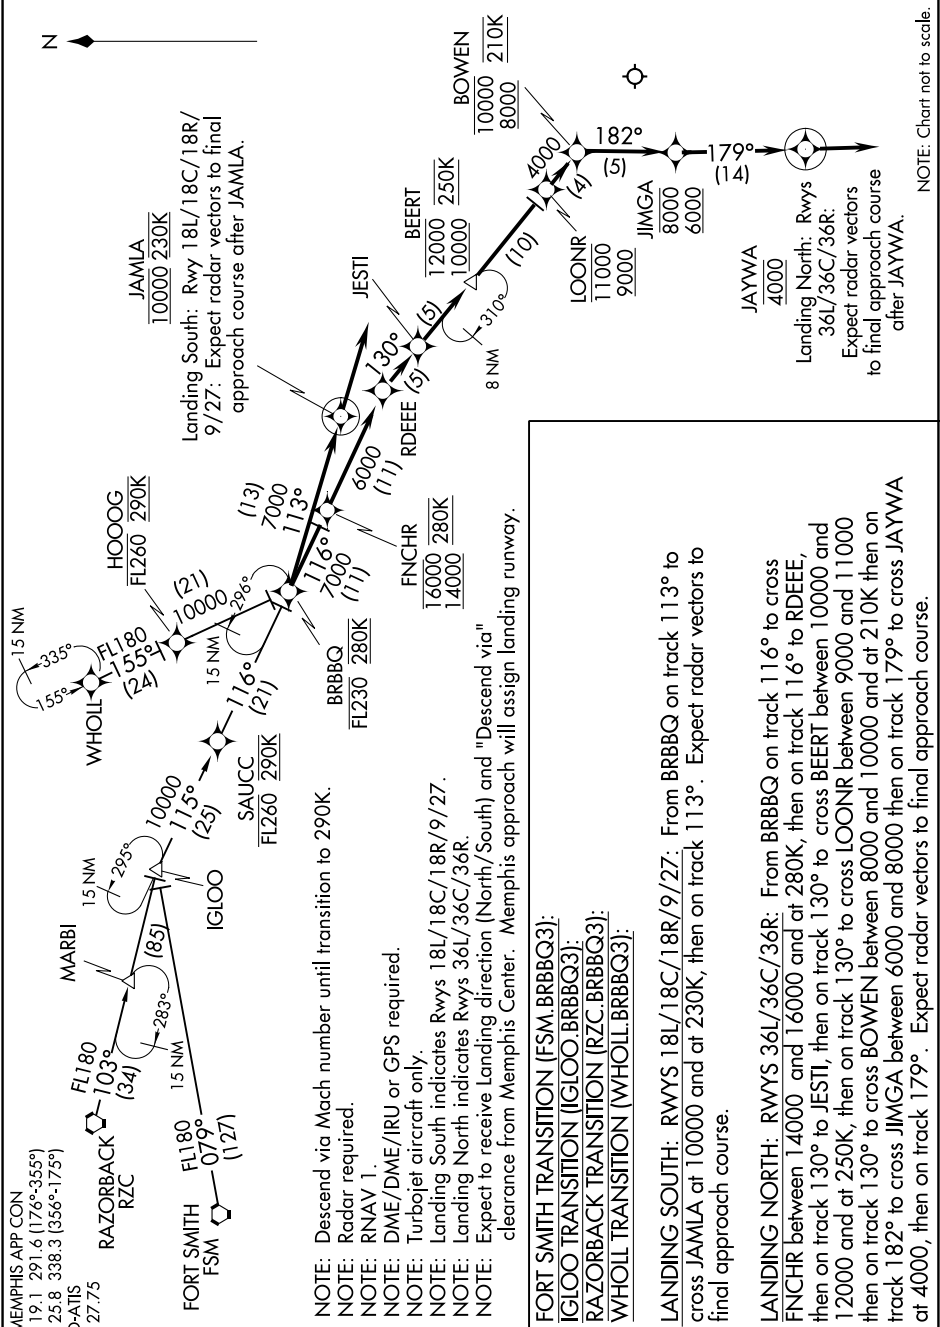 MEMPHIS APP CON
19.1 291.6 (176°-355°)
25.8 338.3 (356°-175°)
D-ATIS
27.75
N
RAZORBACK
RZC
FL180
103°
(34)
FORT SMITH
FSM
FL180
079°
(127)
MARBI
283°
15 NM
(85)
IGLOO
295°
15 NM
10000
115°
(25)
SAUCC
FL260 290K
116°
(21)
WHOLL
155°
335°
15 NM
FL180
155°
(24)
HOOOG
FL260 290K
(21)
10000
296°
15 NM
BRBBQ
FL230 280K
(13)
7000
113°
116°
7000
(11)
FNCHR
16000 280K
14000
6000
(11)
RDEEE
130°
(5)
JESTI
(5)
JAMLA
10000 230K
Landing South: Rwy 18L/18C/18R/
9/27: Expect radar vectors to final
approach course after JAMLA.
BEERT
12000 250K
10000
310°
8 NM
(10)
LOONR
11000
9000
4000
(4)
BOWEN
10000 210K
8000
182°
(5)
JIMGA
8000
6000
179°
(14)
JAYWA
4000
Landing North: Rwys
36L/36C/36R:
Expect radar vectors
to final approach course
after JAYWA.
NOTE: Chart not to scale.
NOTE: Descend via Mach number until transition to 290K.
NOTE: Radar required.
NOTE: RNAV 1.
NOTE: DME/DME/IRU or GPS required.
NOTE: Turbojet aircraft only.
NOTE: Landing South indicates Rwys 18L/18C/18R/9/27.
NOTE: Landing North indicates Rwys 36L/36C/36R.
NOTE: Expect to receive Landing direction (North/South) and "Descend via"
clearance from Memphis Center. Memphis approach will assign landing runway.
FORT SMITH TRANSITION (FSM.BRBBQ3):
IGLOO TRANSITION (IGLOO.BRBBQ3):
RAZORBACK TRANSITION (RZC.BRBBQ3):
WHOLL TRANSITION (WHOLL.BRBBQ3):
LANDING SOUTH: RWYS 18L/18C/18R/9/27: From BRBBQ on track 113° to
cross JAMLA at 10000 and at 230K, then on track 113°. Expect radar vectors to
final approach course.
LANDING NORTH: RWYS 36L/36C/36R: From BRBBQ on track 116° to cross
FNCHR between 14000 and 16000 and at 280K, then on track 116° to RDEEE,
then on track 130° to JESTI, then on track 130° to cross BEERT between 10000 and
12000 and at 250K, then on track 130° to cross LOONR between 9000 and 11000
then on track 130° to cross BOWEN between 8000 and 10000 and at 210K then on
track 182° to cross JIMGA between 6000 and 8000 then on track 179° to cross JAYWA
at 4000, then on track 179°. Expect radar vectors to final approach course.